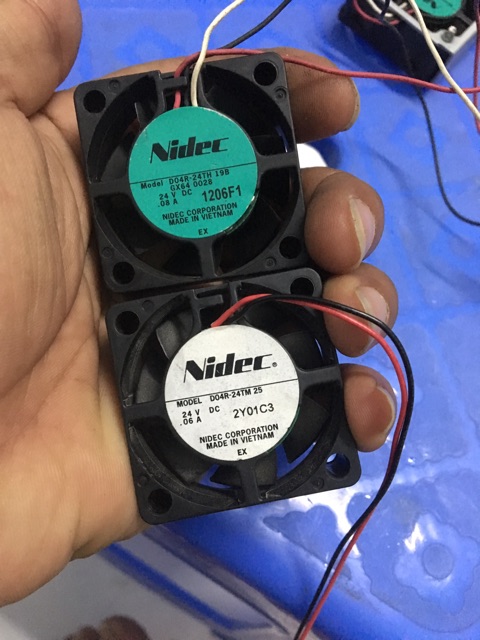 Nidec
Model D04R-24TH 19B
GX64 0028
24 V DC
.08 A 1206F1
NIDEC CORPORATION
MADE IN VIETNAM
EX
Nidec®
MODEL D04R-24TM 25
24 V DC
.06 A 2Y01C3
NIDEC CORPORATION
MADE IN VIETNAM
EX